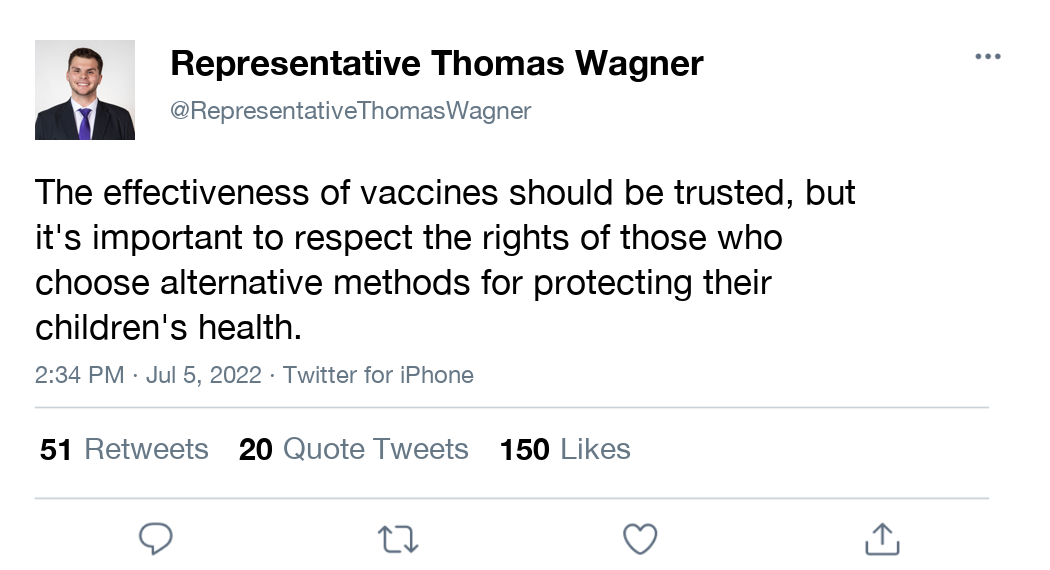 Representative Thomas Wagner
@RepresentativeThomasWagner
The effectiveness of vaccines should be trusted, but
it's important to respect the rights of those who
choose alternative methods for protecting their
children's health.
2:34 PM · Jul 5, 2022 · Twitter for iPhone
51 Retweets 20 Quote Tweets 150 Likes